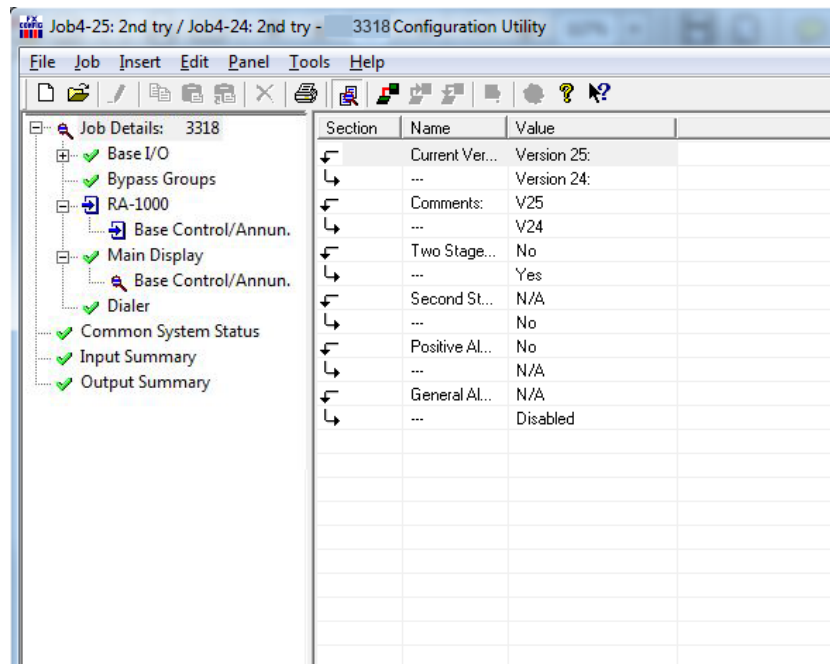 Job4-25: 2nd try / Job4-24: 2nd try - 3318 Configuration Utility
File Job Insert Edit Panel Tools Help
Job Details: 3318
Base I/O
Bypass Groups
RA-1000
Base Control/Annun.
Main Display
Base Control/Annun.
Dialer
Common System Status
Input Summary
Output Summary
Section Name Value
Current Ver... Version 25:
--- Version 24:
Comments: V25
--- V24
Two Stage... No
--- Yes
Second St... N/A
--- No
Positive Al... No
--- N/A
General Al... N/A
--- Disabled